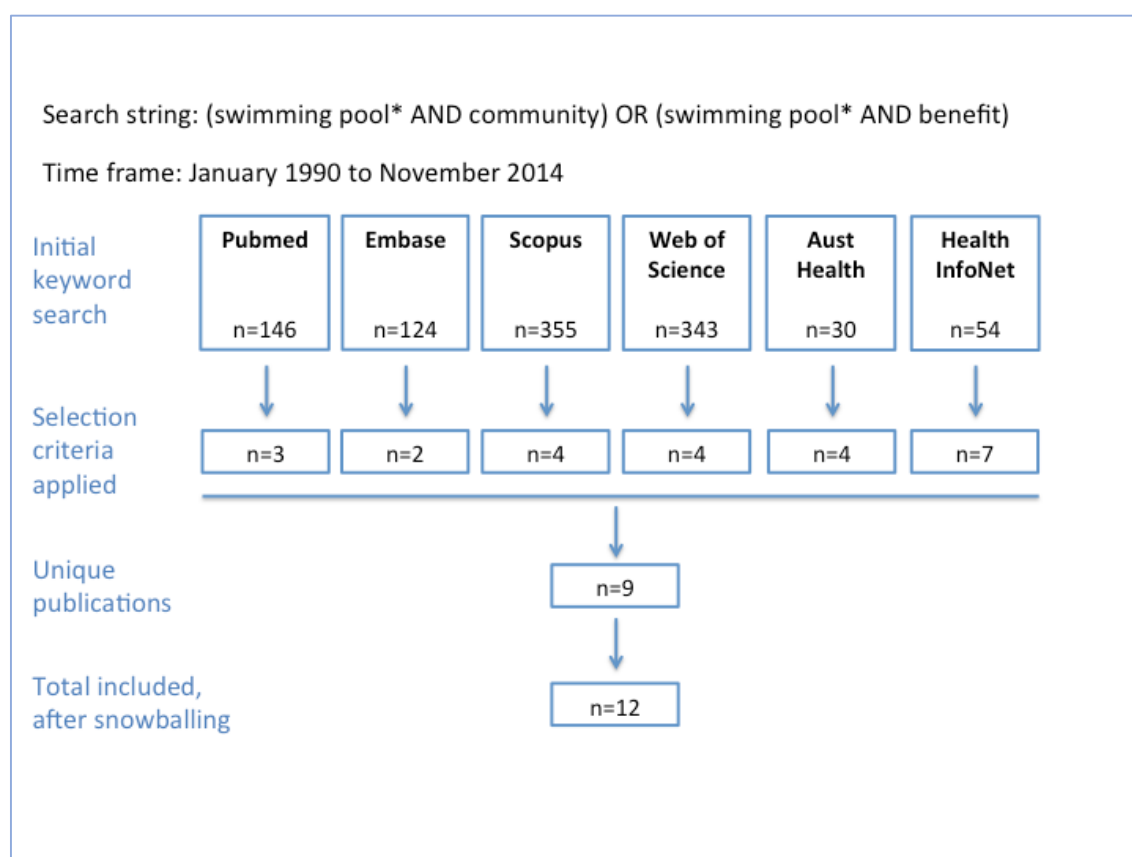 Search string: (swimming pool* AND community) OR (swimming pool* AND benefit)
Time frame: January 1990 to November 2014
Initial
keyword
search
Pubmed
n=146
Embase
n=124
Scopus
n=355
Web of
Science
n=343
Aust
Health
n=30
Health
InfoNet
n=54
Selection
criteria
applied
n=3
n=2
n=4
n=4
n=4
n=7
Unique
publications
n=9
Total included,
after snowballing
n=12